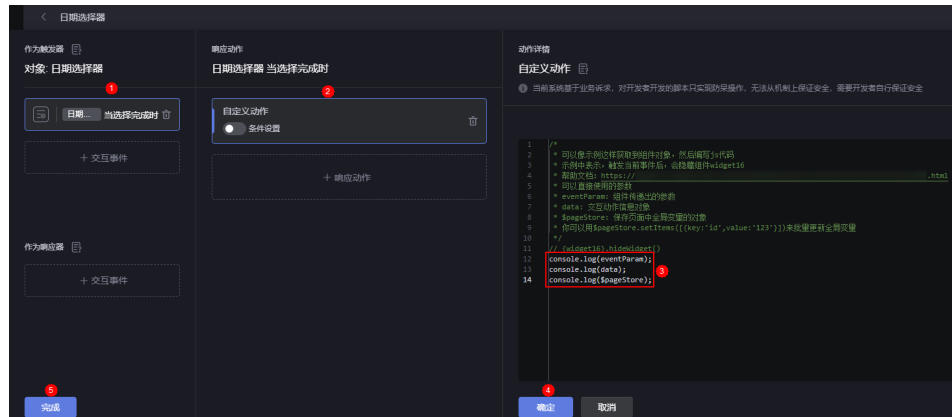 日期选择器
作为触发器
对象: 日期选择器
1
日期... 当选择完成时
+ 交互事件
作为响应器
+ 交互事件
5
完成
响应动作
日期选择器 当选择完成时
2
自定义动作
条件设置
+ 响应动作
动作详情
自定义动作
当前系统基于业务诉求，对开发者开发的脚本只实现防呆操作，无法从机制上保证安全，需要开发者自行保证安全
1 /*
2 * 可以像示例这样获取到组件对象，然后编写js代码
3 * 示例中表示，触发当前事件后，会隐藏组件widget16
4 * 帮助文档: https:// .html
5 * 可以直接使用的参数
6 * eventParam: 组件传递出的参数
7 * data: 交互动作信息对象
8 * $pageStore: 保存页面中全局变量的对象
9 * 你可以用$pageStore.setItems([{key:'id',value:'123'}])来批量更新全局变量
10 */
11 // {widget16}.hideWidget()
12 console.log(eventParam);
13 console.log(data);
3
14 console.log($pageStore);
4
确定 取消